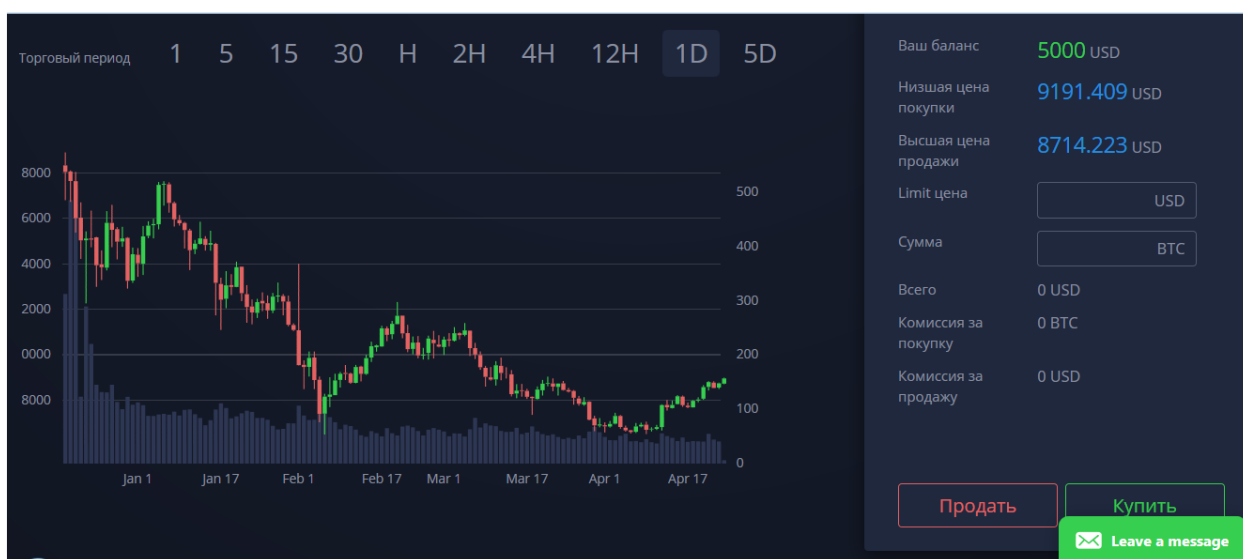 Торговый период 1 5 15 30 H 2H 4H 12H 1D 5D
8000
6000
4000
2000
0000
8000
500
400
300
200
100
0
Jan 1 Jan 17 Feb 1 Feb 17 Mar 1 Mar 17 Apr 1 Apr 17
Ваш баланс 5000 USD
Низшая цена
покупки 9191.409 USD
Высшая цена
продажи 8714.223 USD
Limit цена USD
Сумма BTC
Всего 0 USD
Комиссия за
покупку 0 BTC
Комиссия за
продажу 0 USD
Продать Купить
Leave a message